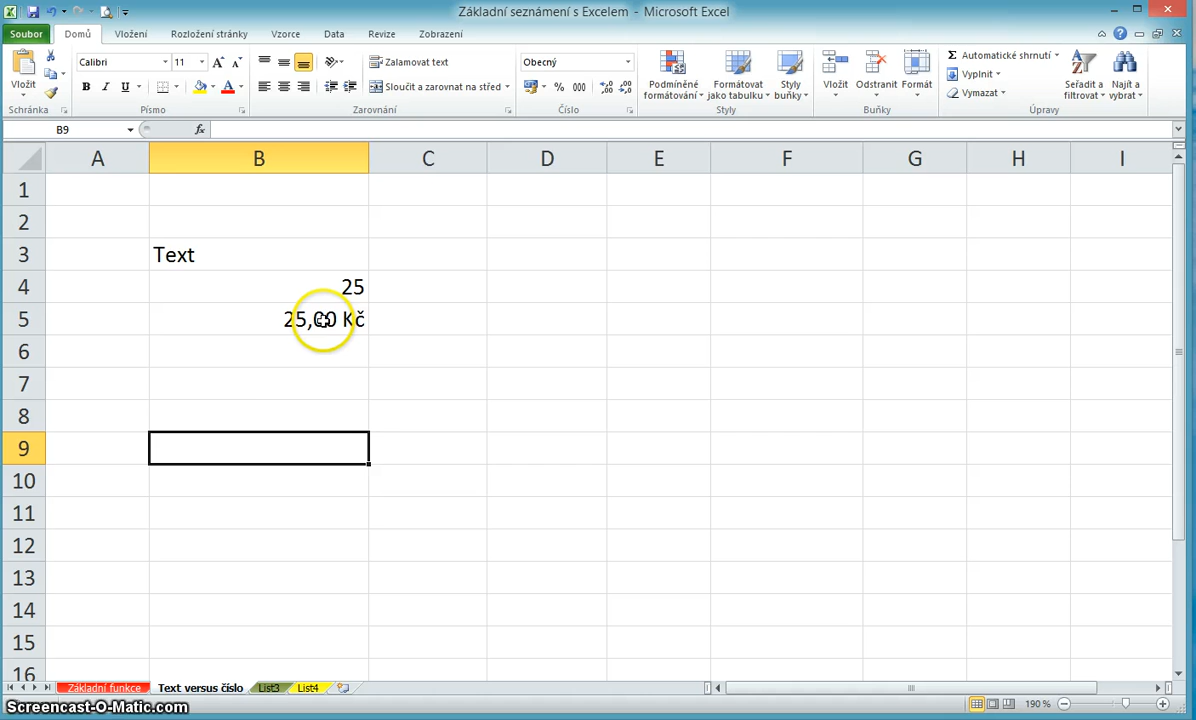 Základní seznámení s Excelem - Microsoft Excel
Soubor Domů Vložení Rozložení stránky Vzorce Data Revize Zobrazení
Vložit
Calibri 11
B I U A
Zalamovat text
Sloučit a zarovnat na střed
Obecný
% 000
Podmíněné formátování
Formátovat jako tabulku
Styly buňky
Vložit Odstranit Formát
Σ Automatické shrnutí
Vyplnit
Vymazat
Seřadit a filtrovat
Najít a vybrat
Schránka Písmo Zarovnání Číslo Styly Buňky Úpravy
B9 fx
A B C D E F G H I
1
2
3 Text
4 25
5 25,00 Kč
6
7
8
9
10
11
12
13
14
15
16
Základní funkce Text versus číslo List3 List4
190 %
Screencast-O-Matic.com